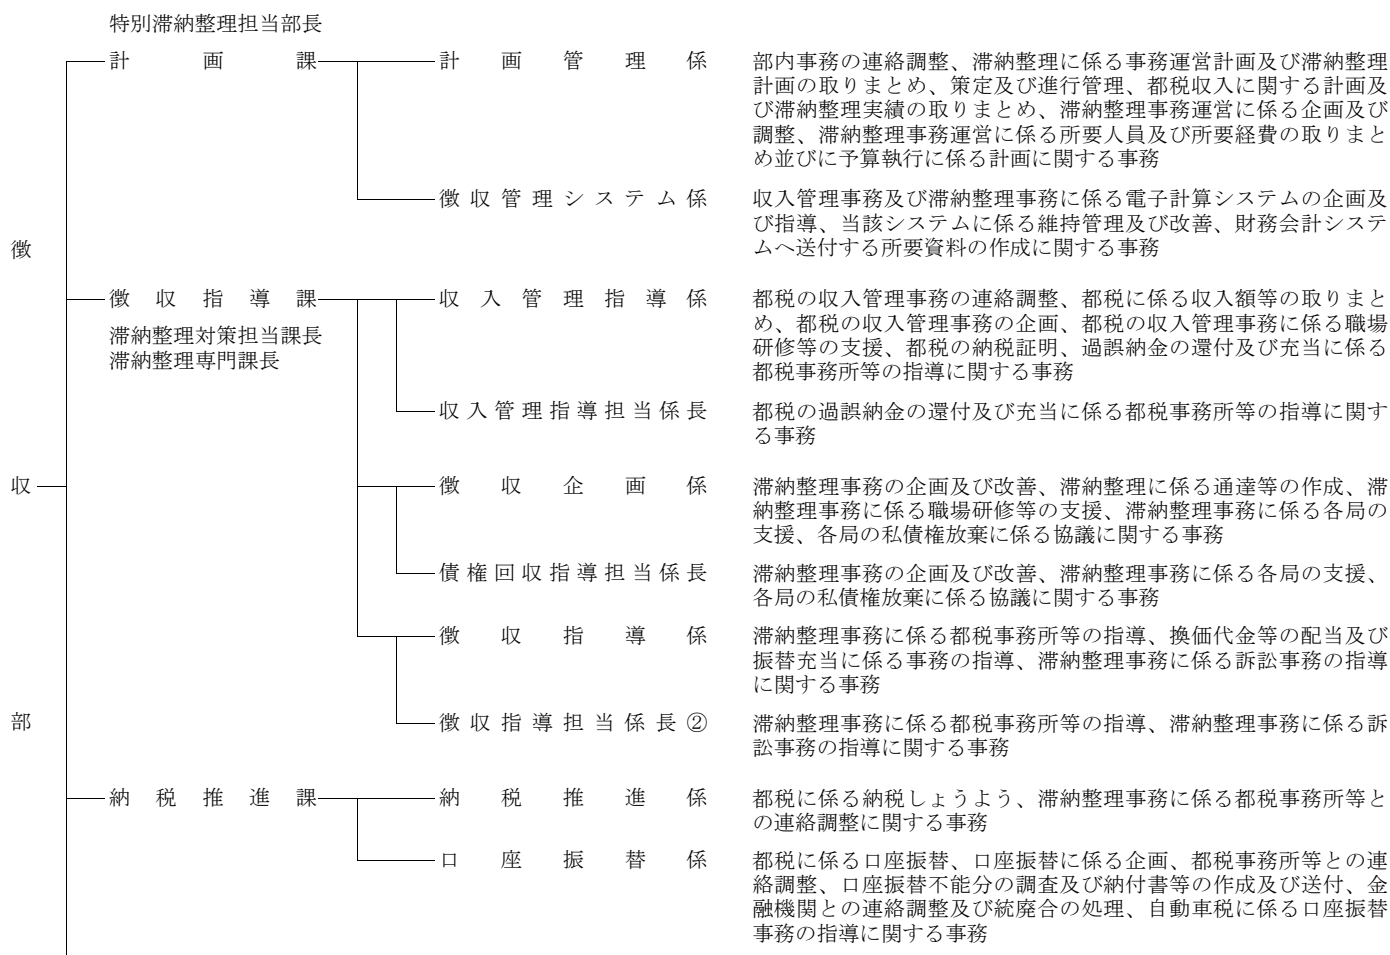 特別滞納整理担当部長
計画課
計画管理係
部内事務の連絡調整、滞納整理に係る事務運営計画及び滞納整理
計画の取りまとめ、策定及び進行管理、都税収入に関する計画及
び滞納整理実績の取りまとめ、滞納整理事務運営に係る企画及び
調整、滞納整理事務運営に係る所要人員及び所要経費の取りまと
め並びに予算執行に係る計画に関する事務
徴収管理システム係
収入管理事務及び滞納整理事務に係る電子計算システムの企画及
び指導、当該システムに係る維持管理及び改善、財務会計システ
ムへ送付する所要資料の作成に関する事務
徴収部
徴収指導課
滞納整理対策担当課長
滞納整理専門課長
収入管理指導係
都税の収入管理事務の連絡調整、都税に係る収入額等の取りまと
め、都税の収入管理事務の企画、都税の収入管理事務に係る職場
研修等の支援、都税の納税証明、過誤納金の還付及び充当に係る
都税事務所等の指導に関する事務
収入管理指導担当係長
都税の過誤納金の還付及び充当に係る都税事務所等の指導に関す
る事務
徴収企画係
滞納整理事務の企画及び改善、滞納整理に係る通達等の作成、滞
納整理事務に係る職場研修等の支援、滞納整理事務に係る各局の
支援、各局の私債権放棄に係る協議に関する事務
債権回収指導担当係長
滞納整理事務の企画及び改善、滞納整理事務に係る各局の支援、
各局の私債権放棄に係る協議に関する事務
徴収指導係
滞納整理事務に係る都税事務所等の指導、換価代金等の配当及び
振替充当に係る事務の指導、滞納整理事務に係る訴訟事務の指導
に関する事務
徴収指導担当係長②
滞納整理事務に係る都税事務所等の指導、滞納整理事務に係る訴
訟事務の指導に関する事務
納税推進課
納税推進係
都税に係る納税しょうよう、滞納整理事務に係る都税事務所等と
の連絡調整に関する事務
口座振替係
都税に係る口座振替、口座振替に係る企画、都税事務所等との連
絡調整、口座振替不能分の調査及び納付書等の作成及び送付、金
融機関との連絡調整及び統廃合の処理、自動車税に係る口座振替
事務の指導に関する事務